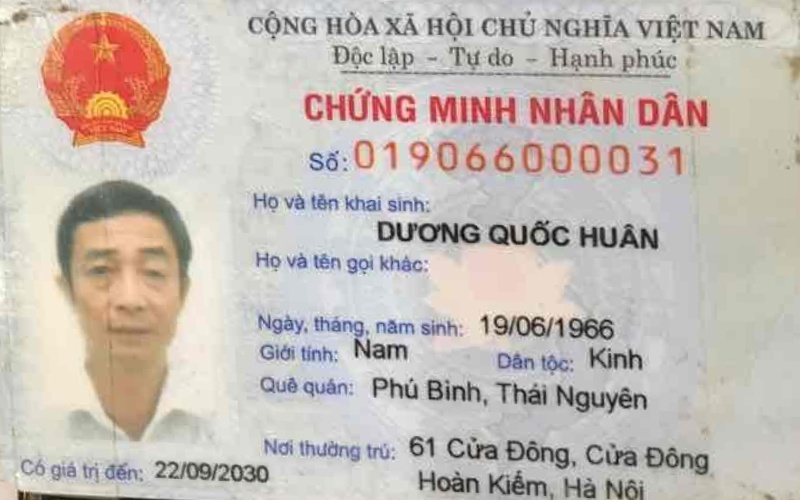 CỘNG HÒA XÃ HỘI CHỦ NGHĨA VIỆT NAM
Độc lập - Tự do - Hạnh phúc
CHỨNG MINH NHÂN DÂN
Số: 019066000031
Họ và tên khai sinh:
DƯƠNG QUỐC HUÂN
Họ và tên gọi khác:
Ngày, tháng, năm sinh: 19/06/1966
Giới tính: Nam Dân tộc: Kinh
Quê quán: Phú Bình, Thái Nguyên
Nơi thường trú: 61 Cửa Đông, Cửa Đông
Hoàn Kiếm, Hà Nội
Có giá trị đến: 22/09/2030
VIỆT NAM